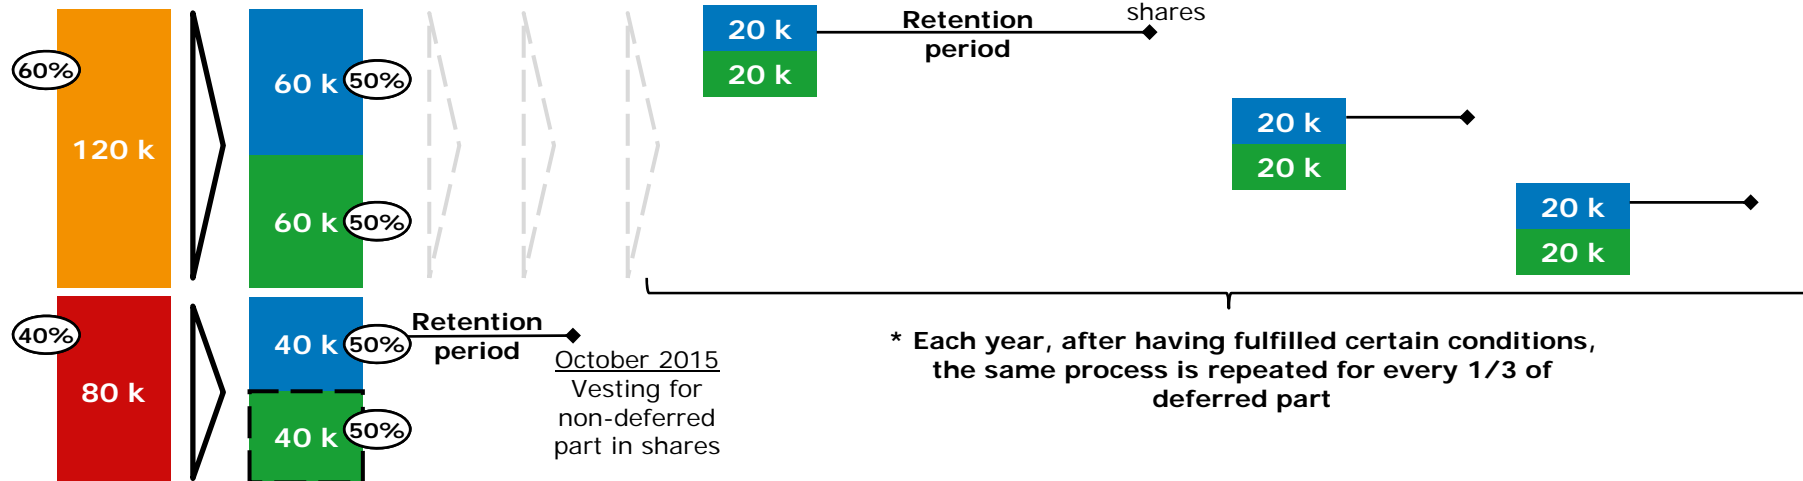 60%
120 k
60 k
50%
60 k
50%
20 k
20 k
Retention
period
shares
20 k
20 k
20 k
20 k
40%
80 k
40 k
50%
40 k
50%
Retention
period
October 2015
Vesting for
non-deferred
part in shares
* Each year, after having fulfilled certain conditions,
the same process is repeated for every 1/3 of
deferred part